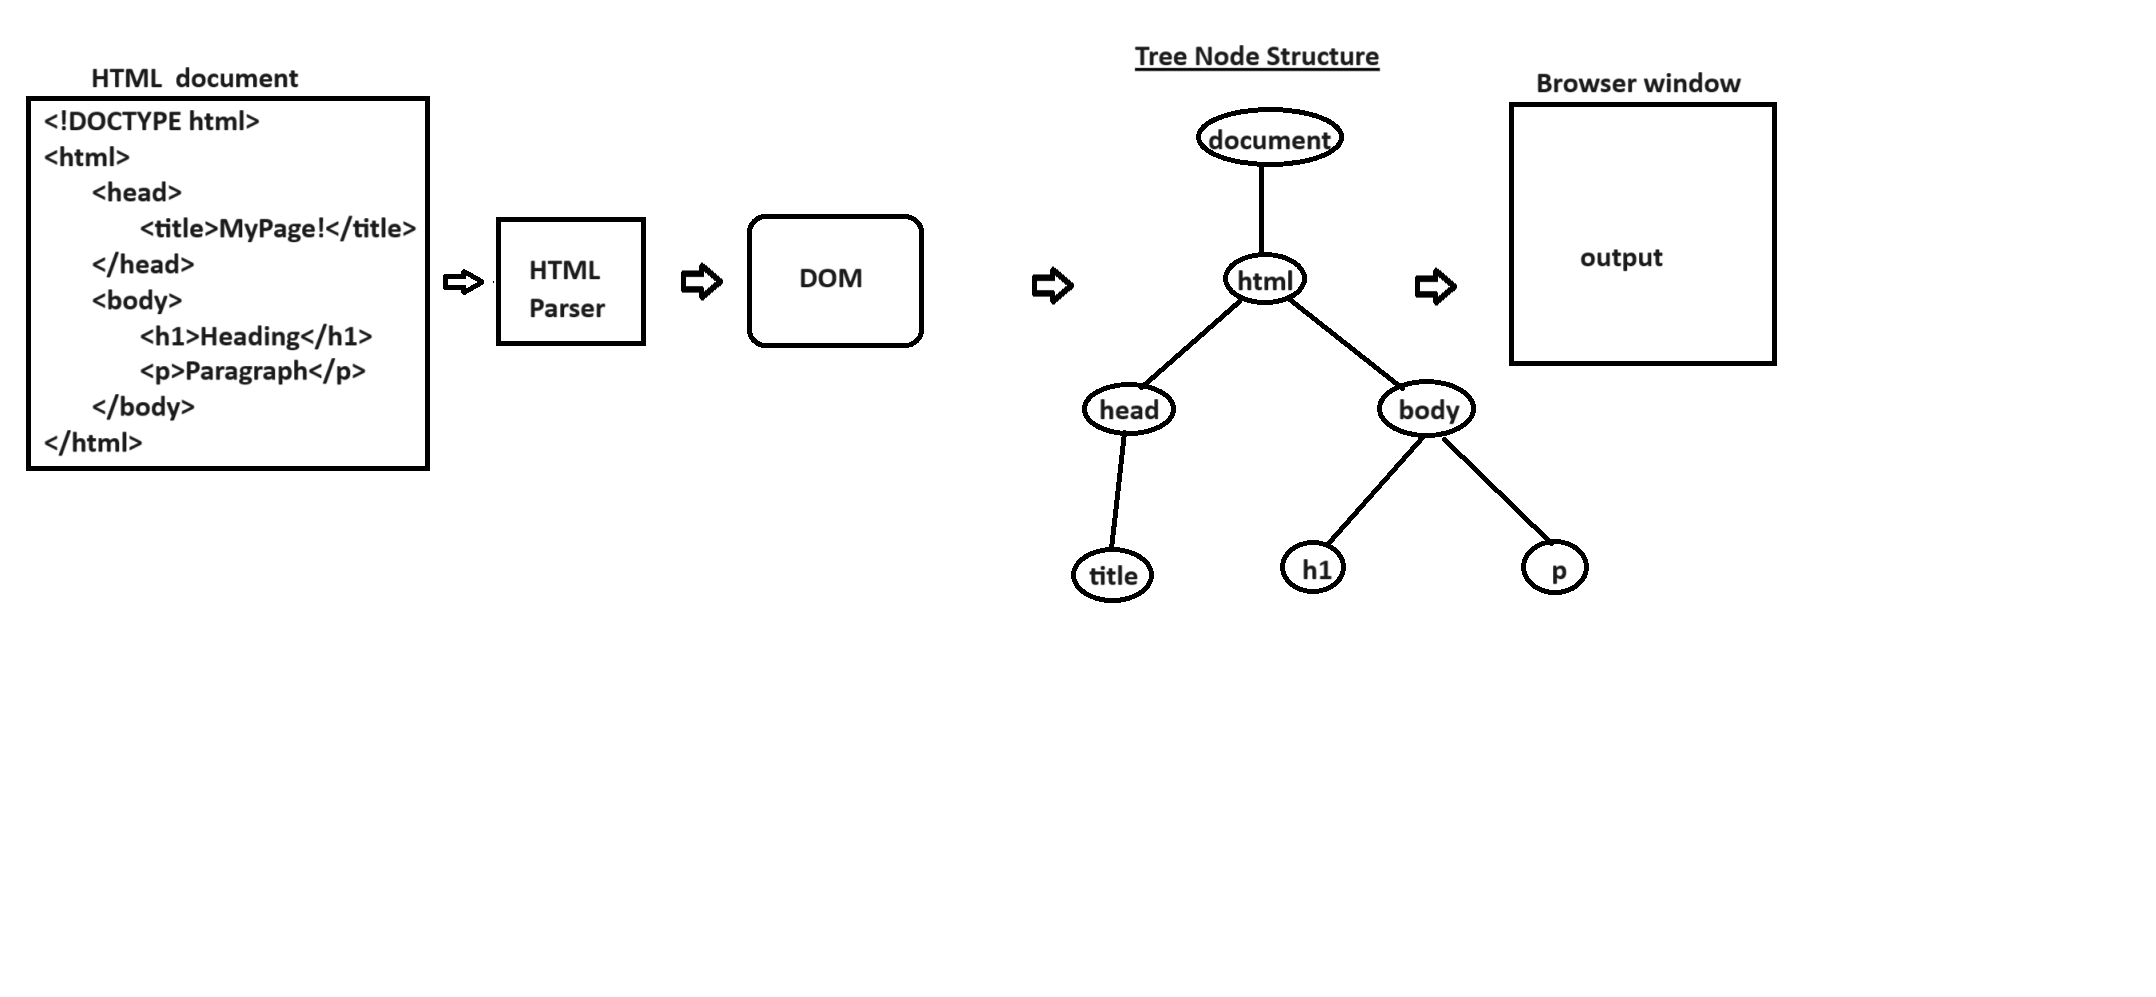 HTML  document
<!DOCTYPE html>
<html>
<head>
<title>MyPage!</title>
</head>
<body>
<h1>Heading</h1>
<p>Paragraph</p>
</body>
</html>
HTML
Parser
DOM
Tree Node Structure
document
html
head
body
title
h1
p
Browser window
output